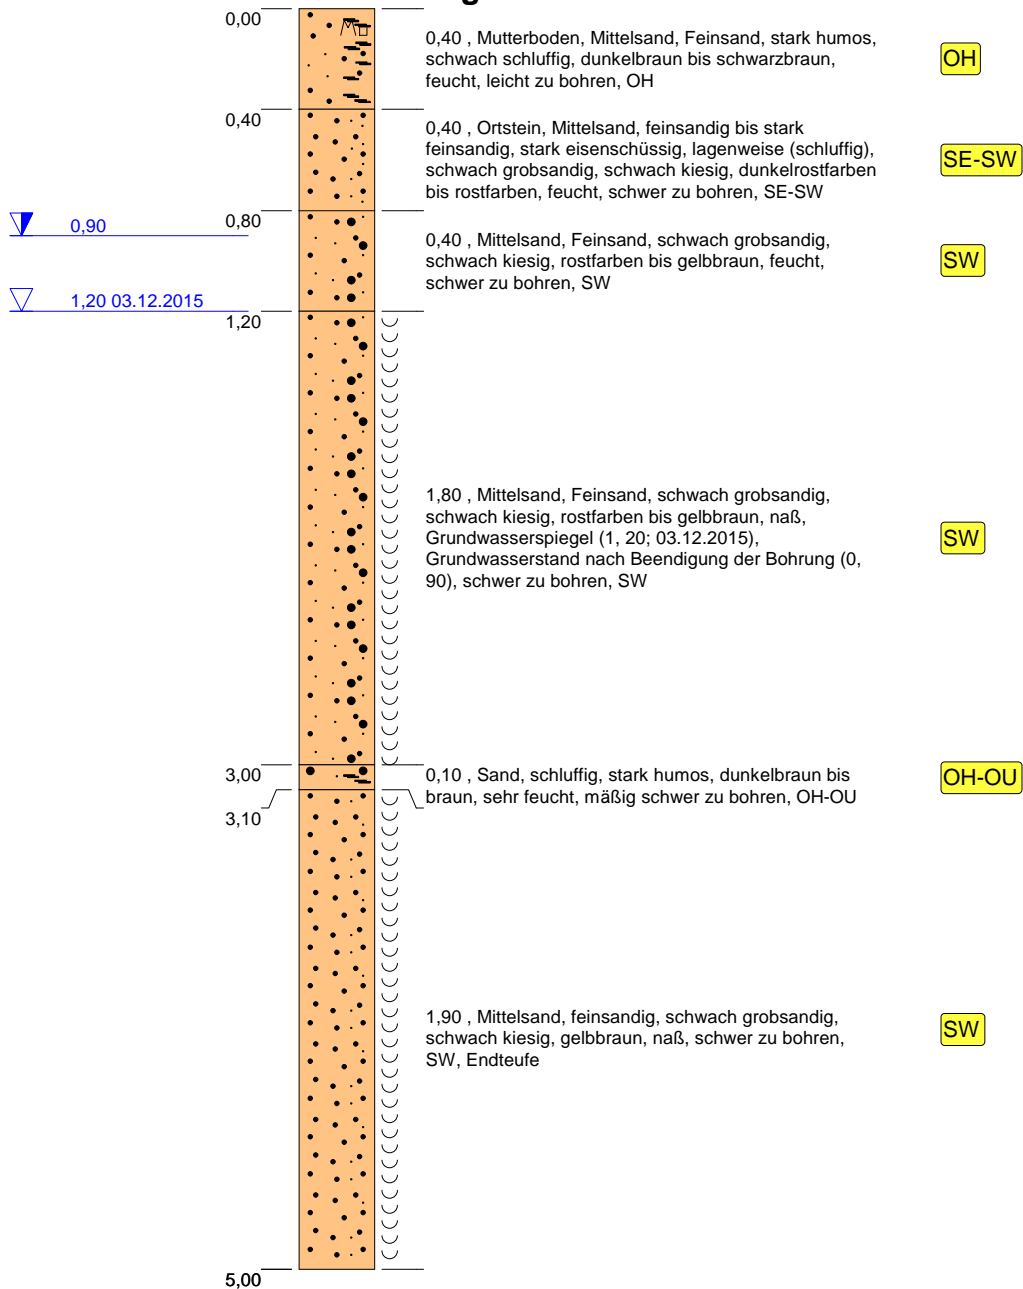 0,00
0,40 , Mutterboden, Mittelsand, Feinsand, stark humos,
schwach schluffig, dunkelbraun bis schwarzbraun,
feucht, leicht zu bohren, OH
OH
0,40
0,40 , Ortstein, Mittelsand, feinsandig bis stark
feinsandig, stark eisenschüssig, lagenweise (schluffig),
schwach grobsandig, schwach kiesig, dunkelrostfarben
bis rostfarben, feucht, schwer zu bohren, SE-SW
SE-SW
0,80
0,90
0,40 , Mittelsand, Feinsand, schwach grobsandig,
schwach kiesig, rostfarben bis gelbbraun, feucht,
schwer zu bohren, SW
SW
1,20 03.12.2015
1,20
1,80 , Mittelsand, Feinsand, schwach grobsandig,
schwach kiesig, rostfarben bis gelbbraun, naß,
Grundwasserspiegel (1, 20; 03.12.2015),
Grundwasserstand nach Beendigung der Bohrung (0,
90), schwer zu bohren, SW
SW
3,00
0,10 , Sand, schluffig, stark humos, dunkelbraun bis
braun, sehr feucht, mäßig schwer zu bohren, OH-OU
OH-OU
3,10
1,90 , Mittelsand, feinsandig, schwach grobsandig,
schwach kiesig, gelbbraun, naß, schwer zu bohren,
SW, Endteufe
SW
5,00